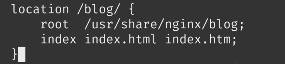 location /blog/ {
    root  /usr/share/nginx/blog;
    index index.html index.htm;
}